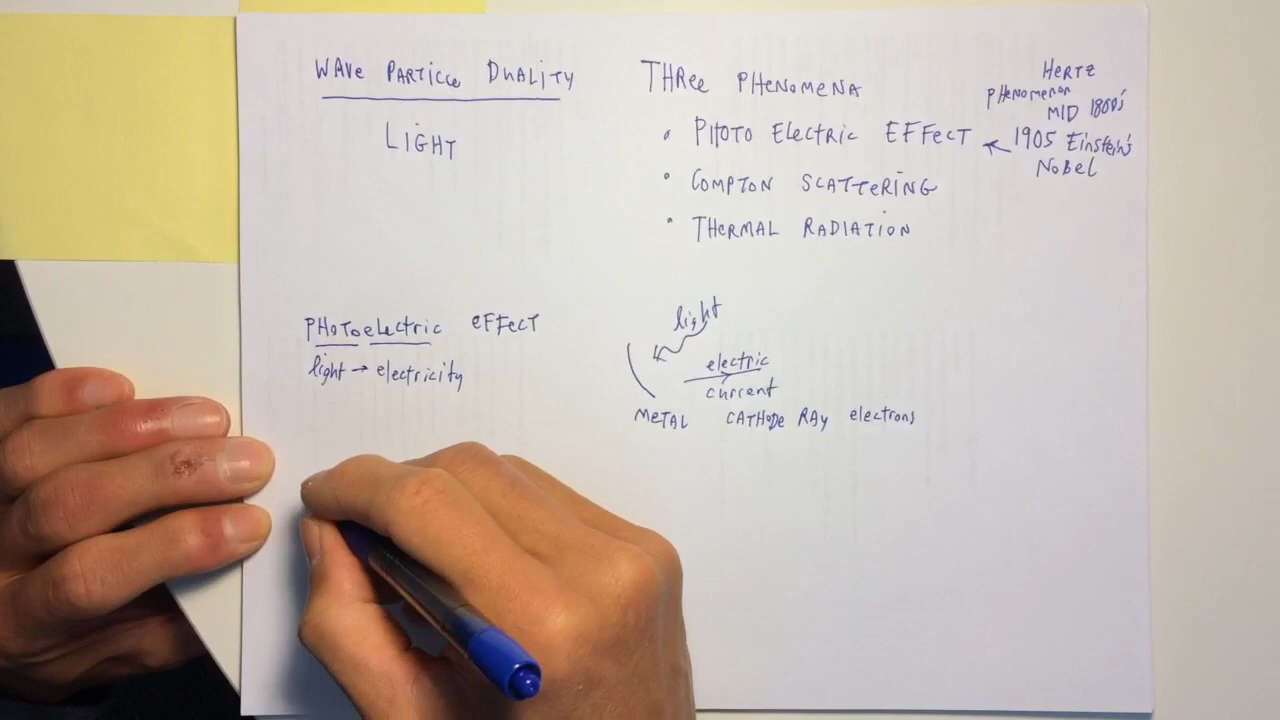 WAVE PARTICLE DUALITY
LIGHT
THREE PHENOMENA
• PHOTO ELECTRIC EFFECT
• COMPTON SCATTERING
• THERMAL RADIATION
HERTZ
PHENOMENON
MID 1800's
1905 Einstein's
NOBEL
PHOTOELECTRIC EFFECT
light → electricity
light
electric
current
METAL CATHODE RAY electrons